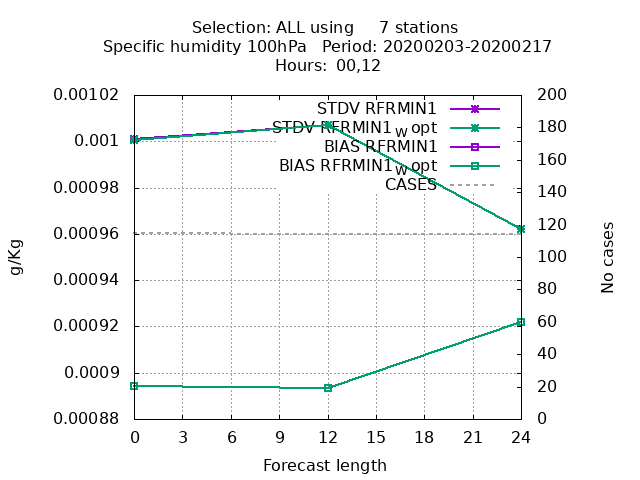 Selection: ALL using     7 stations
Specific humidity 100hPa   Period: 20200203-20200217
Hours:  00,12
0.00102
0.001
0.00098
0.00096
0.00094
0.00092
0.0009
0.00088
g/Kg
STDV RFRMIN1
STDV RFRMIN1_W opt
BIAS RFRMIN1
BIAS RFRMIN1_W opt
CASES
200
180
160
140
120
100
80
60
40
20
0
No cases
0 3 6 9 12 15 18 21 24
Forecast length